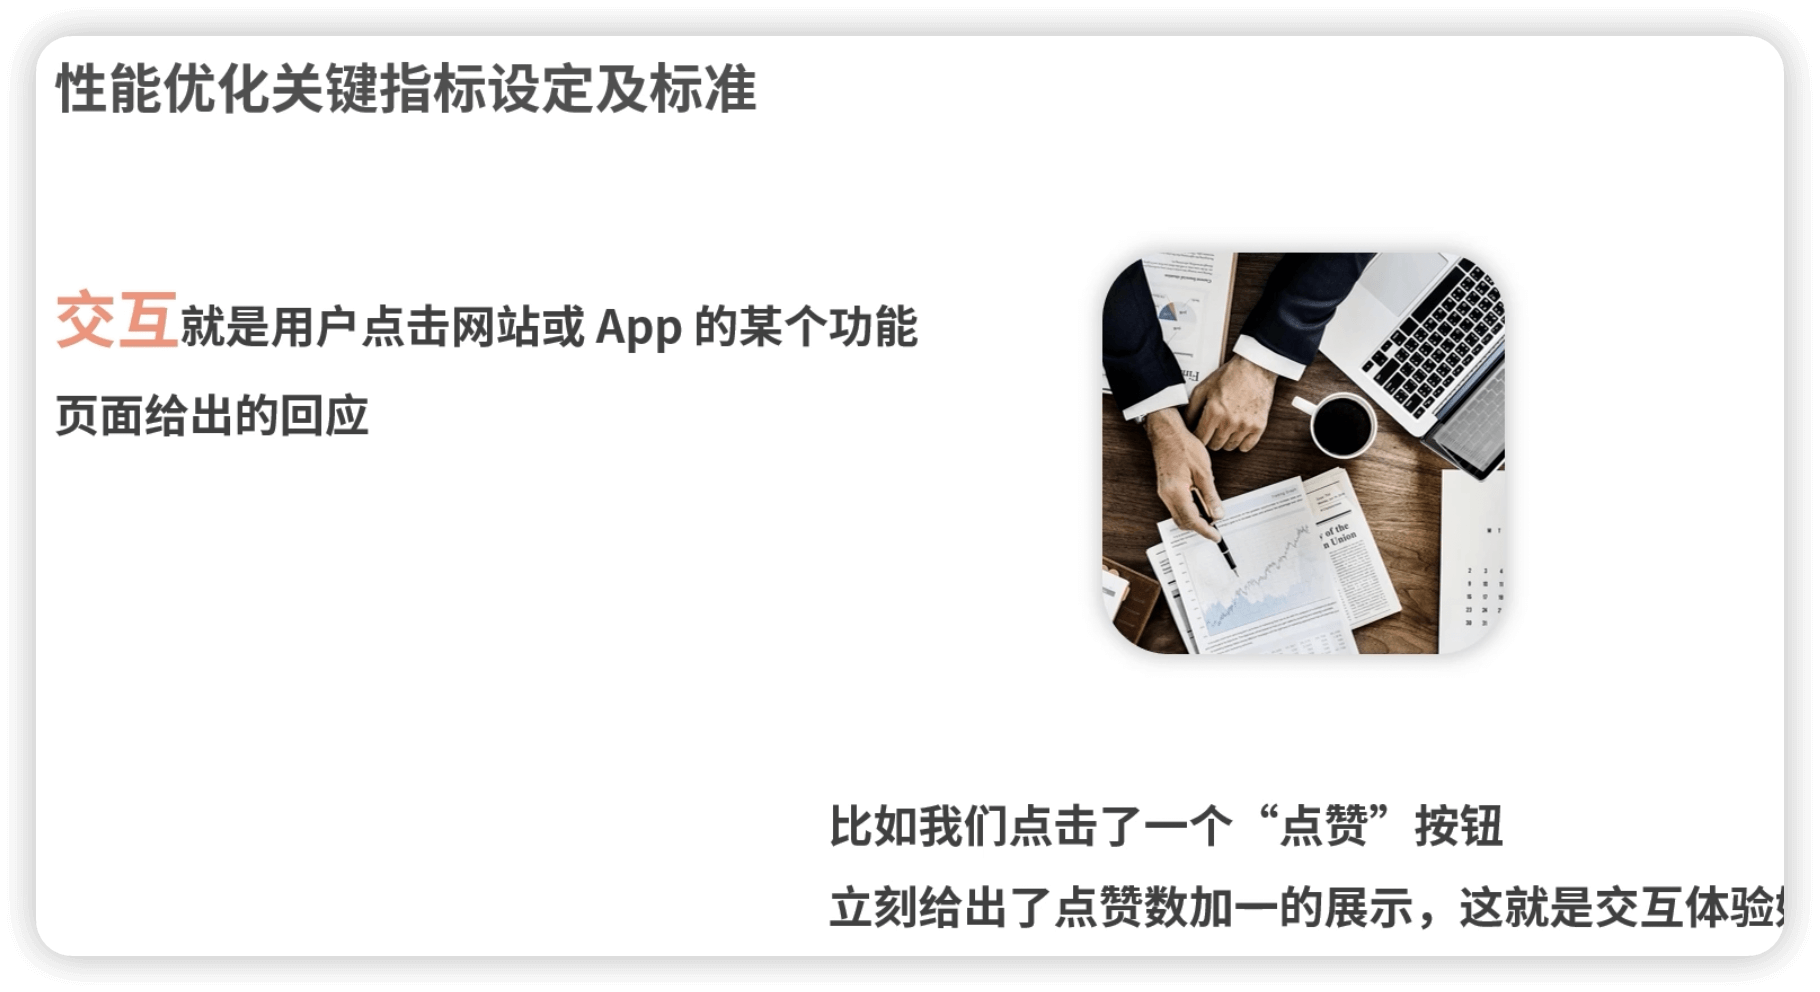 性能优化关键指标设定及标准
交互就是用户点击网站或 App 的某个功能
页面给出的回应
y of the
n Union
比如我们点击了一个“点赞”按钮
立刻给出了点赞数加一的展示，这就是交互体验